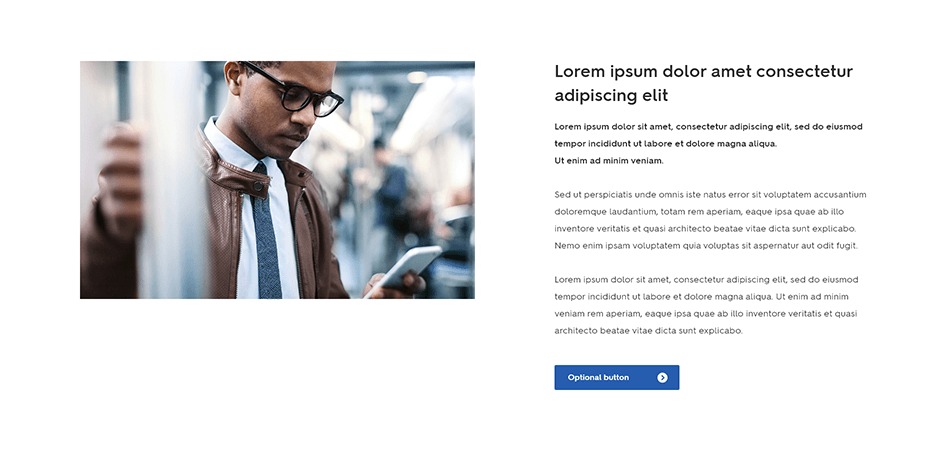 Lorem ipsum dolor amet consectetur
adipiscing elit
Lorem ipsum dolor sit amet, consectetur adipiscing elit, sed do eiusmod
tempor incididunt ut labore et dolore magna aliqua.
Ut enim ad minim veniam.
Sed ut perspiciatis unde omnis iste natus error sit voluptatem accusantium
doloremque laudantium, totam rem aperiam, eaque ipsa quae ab illo
inventore veritatis et quasi architecto beatae vitae dicta sunt explicabo.
Nemo enim ipsam voluptatem quia voluptas sit aspernatur aut odit fugit.
Lorem ipsum dolor sit amet, consectetur adipiscing elit, sed do eiusmod
tempor incididunt ut labore et dolore magna aliqua. Ut enim ad minim
veniam rem aperiam, eaque ipsa quae ab illo inventore veritatis et quasi
architecto beatae vitae dicta sunt explicabo.
Optional button